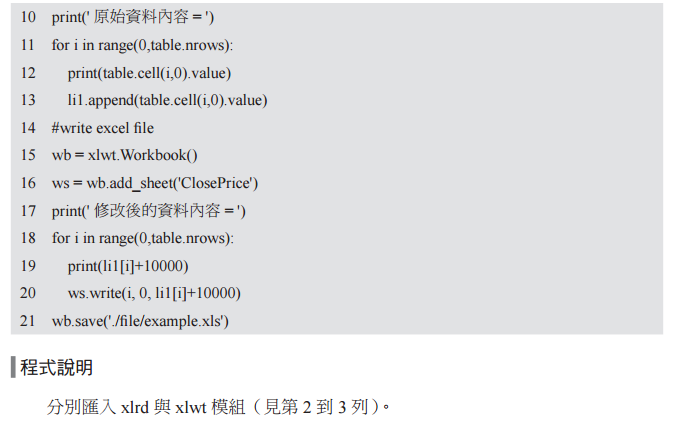 10 print(' 原始資料內容 = ')
11 for i in range(0,table.nrows):
12 print(table.cell(i,0).value)
13 li1.append(table.cell(i,0).value)
14 #write excel file
15 wb = xlwt.Workbook()
16 ws = wb.add_sheet('ClosePrice')
17 print(' 修改後的資料內容 = ')
18 for i in range(0,table.nrows):
19 print(li1[i]+10000)
20 ws.write(i, 0, li1[i]+10000)
21 wb.save('./file/example.xls')
程式說明
分別匯入 xlrd 與 xlwt 模組（見第 2 到 3 列）。